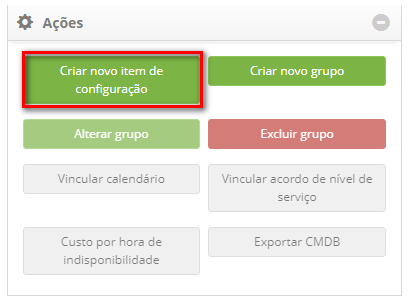 Ações
Criar novo item de
configuração
Criar novo grupo
Alterar grupo
Excluir grupo
Vincular calendário
Vincular acordo de nível de
serviço
Custo por hora de
indisponibilidade
Exportar CMDB